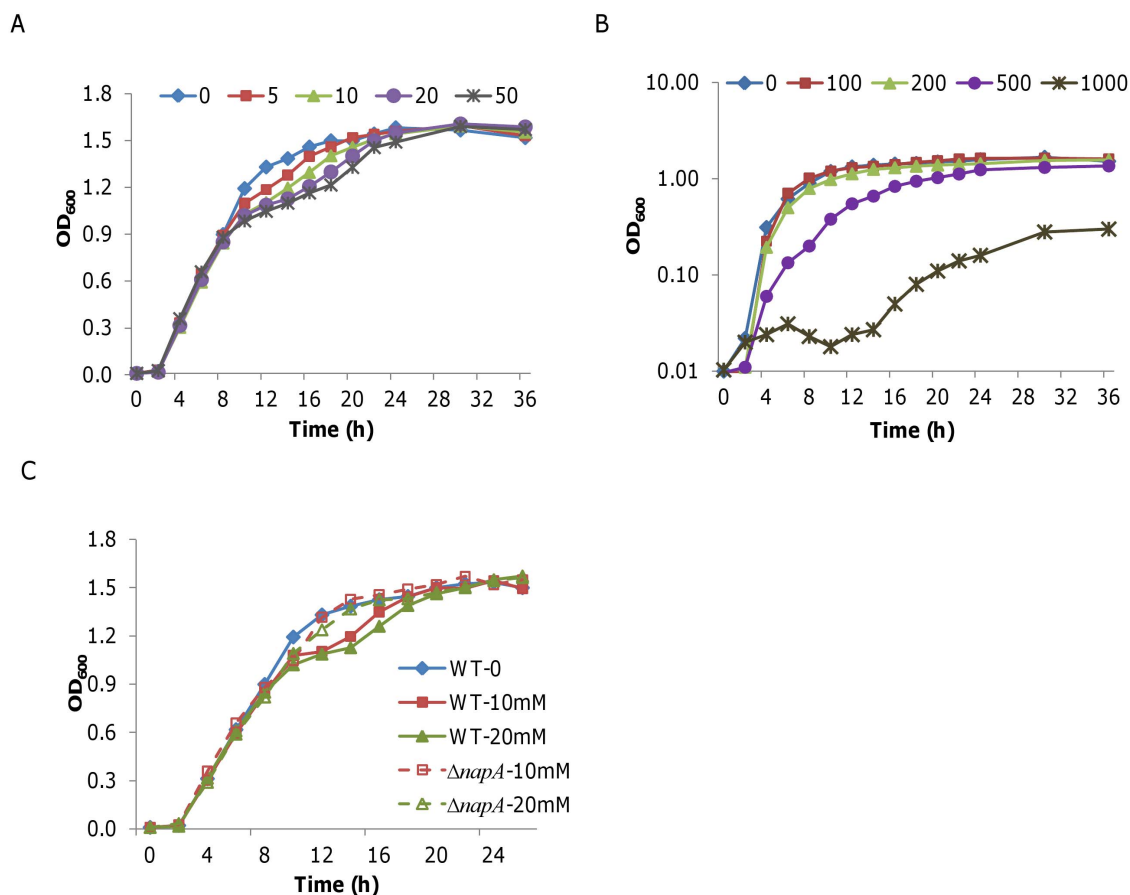 A
0 5 10 20 50
1.8
1.5
1.2
0.9
0.6
0.3
0.0
OD600
0 4 8 12 16 20 24 28 32 36
Time (h)
B
0 100 200 500 1000
10.00
1.00
0.10
0.01
OD600
0 4 8 12 16 20 24 28 32 36
Time (h)
C
1.8
1.5
1.2
0.9
0.6
0.3
0.0
OD600
WT-0
WT-10mM
WT-20mM
ΔnapA-10mM
ΔnapA-20mM
0 4 8 12 16 20 24
Time (h)